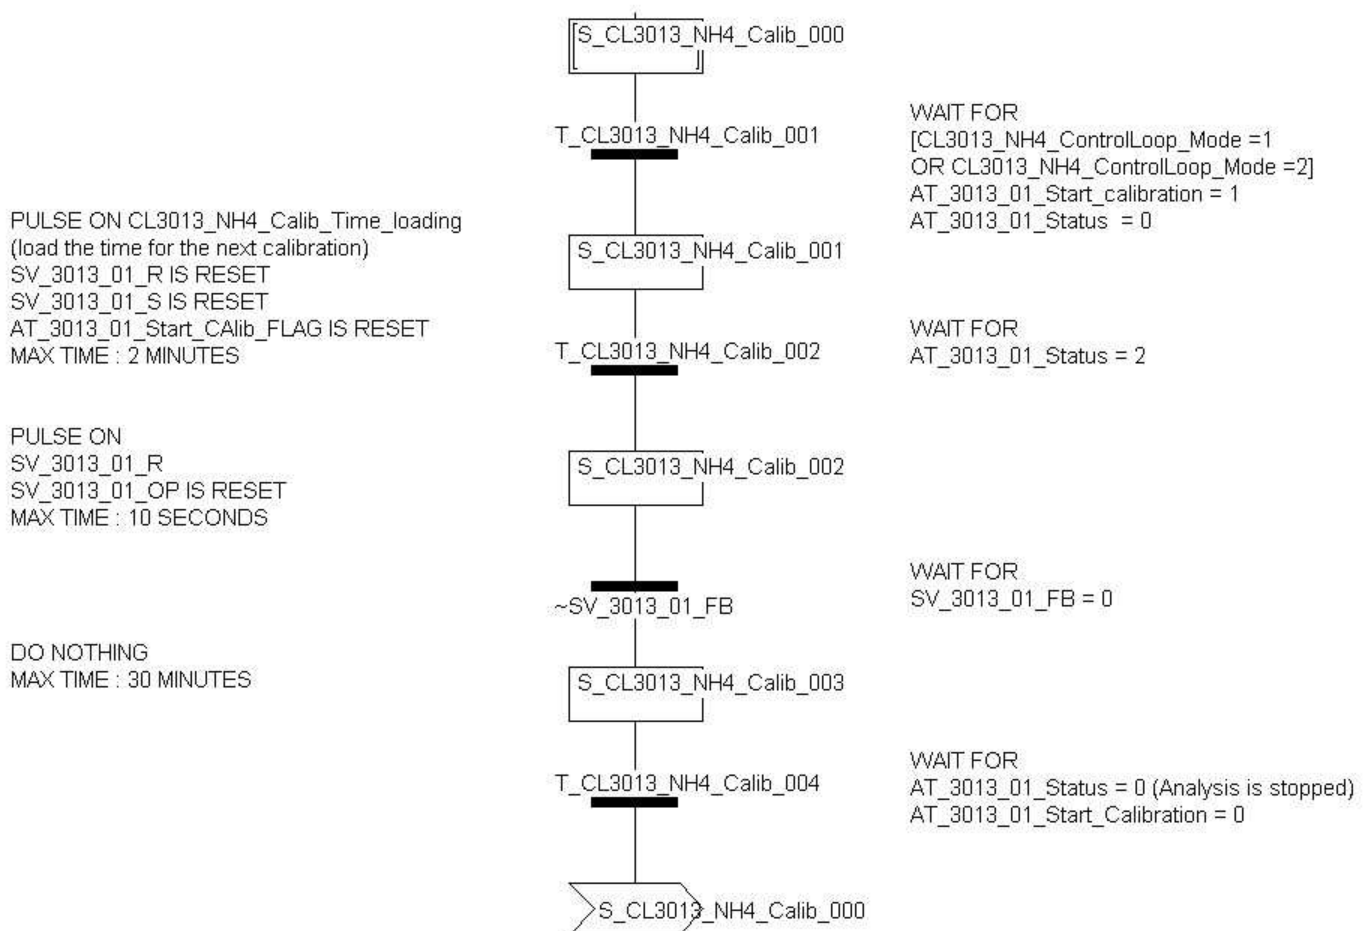 S_CL3013_NH4_Calib_000
T_CL3013_NH4_Calib_001
WAIT FOR
[CL3013_NH4_ControlLoop_Mode =1
OR CL3013_NH4_ControlLoop_Mode =2]
AT_3013_01_Start_calibration = 1
AT_3013_01_Status = 0
PULSE ON CL3013_NH4_Calib_Time_loading
(load the time for the next calibration)
SV_3013_01_R IS RESET
SV_3013_01_S IS RESET
AT_3013_01_Start_CAlib_FLAG IS RESET
MAX TIME : 2 MINUTES
S_CL3013_NH4_Calib_001
T_CL3013_NH4_Calib_002
WAIT FOR
AT_3013_01_Status = 2
PULSE ON
SV_3013_01_R
SV_3013_01_OP IS RESET
MAX TIME : 10 SECONDS
S_CL3013_NH4_Calib_002
~SV_3013_01_FB
WAIT FOR
SV_3013_01_FB = 0
DO NOTHING
MAX TIME : 30 MINUTES
S_CL3013_NH4_Calib_003
T_CL3013_NH4_Calib_004
WAIT FOR
AT_3013_01_Status = 0 (Analysis is stopped)
AT_3013_01_Start_Calibration = 0
S_CL3013_NH4_Calib_000